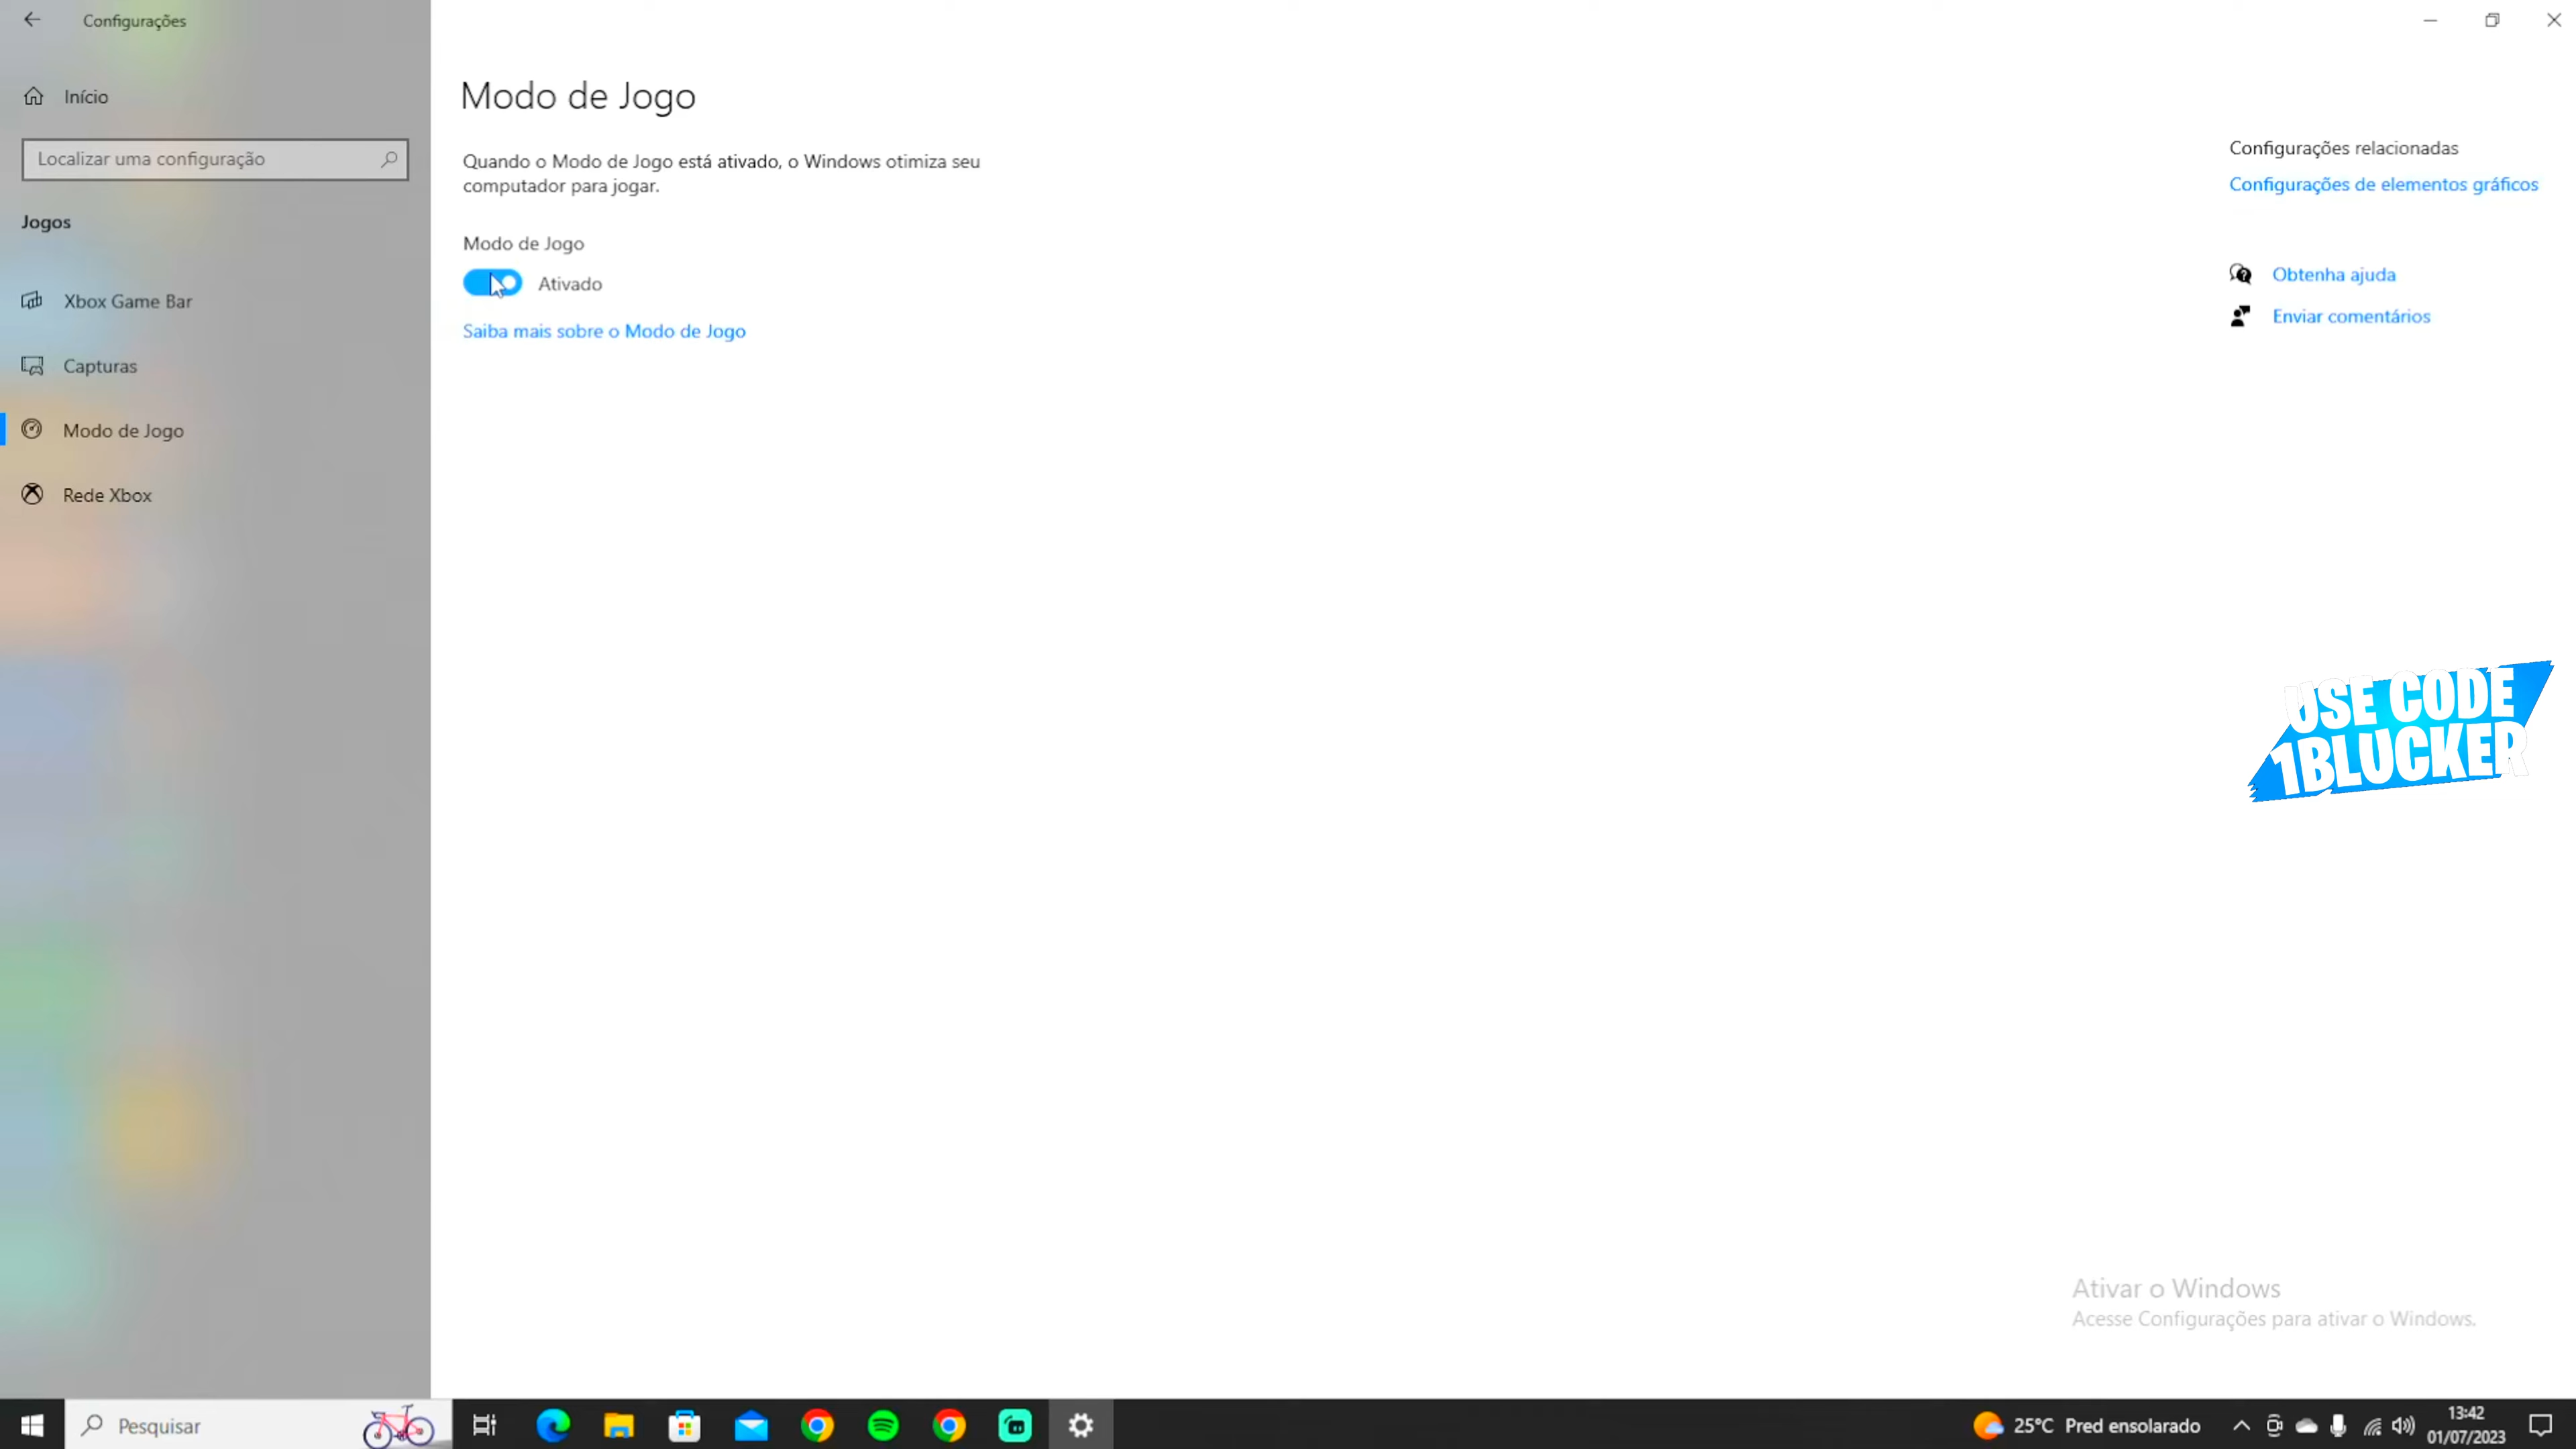 Configurações
Início
Localizar uma configuração
Jogos
Xbox Game Bar
Capturas
Modo de Jogo
Rede Xbox
Modo de Jogo
Quando o Modo de Jogo está ativado, o Windows otimiza seu
computador para jogar.
Modo de Jogo
Ativado
Saiba mais sobre o Modo de Jogo
Configurações relacionadas
Configurações de elementos gráficos
Obtenha ajuda
Enviar comentários
USE CODE
1BLUCKER
Ativar o Windows
Acesse Configurações para ativar o Windows.
Pesquisar
25°C Pred ensolarado
13:42
01/07/2023